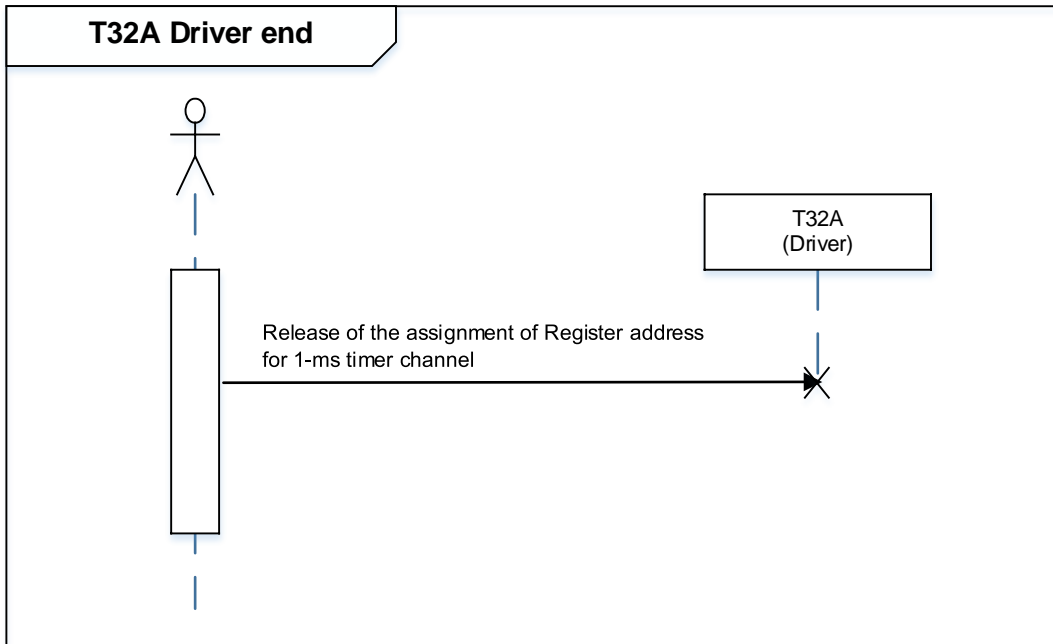 T32A Driver end
T32A
(Driver)
Release of the assignment of Register address
for 1-ms timer channel